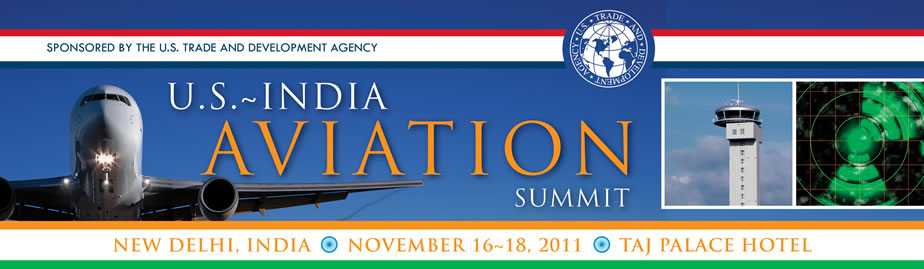 SPONSORED BY THE U.S. TRADE AND DEVELOPMENT AGENCY
U.S. TRADE AND DEVELOPMENT AGENCY
U.S.~INDIA
AVIATION
SUMMIT
NEW DELHI, INDIA NOVEMBER 16~18, 2011 TAJ PALACE HOTEL